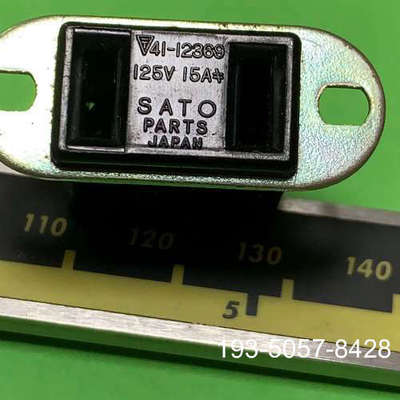 ▽41-12369
125V 15A
SATO
PARTS
JAPAN
110 120 130 140
5
193 5057-8428